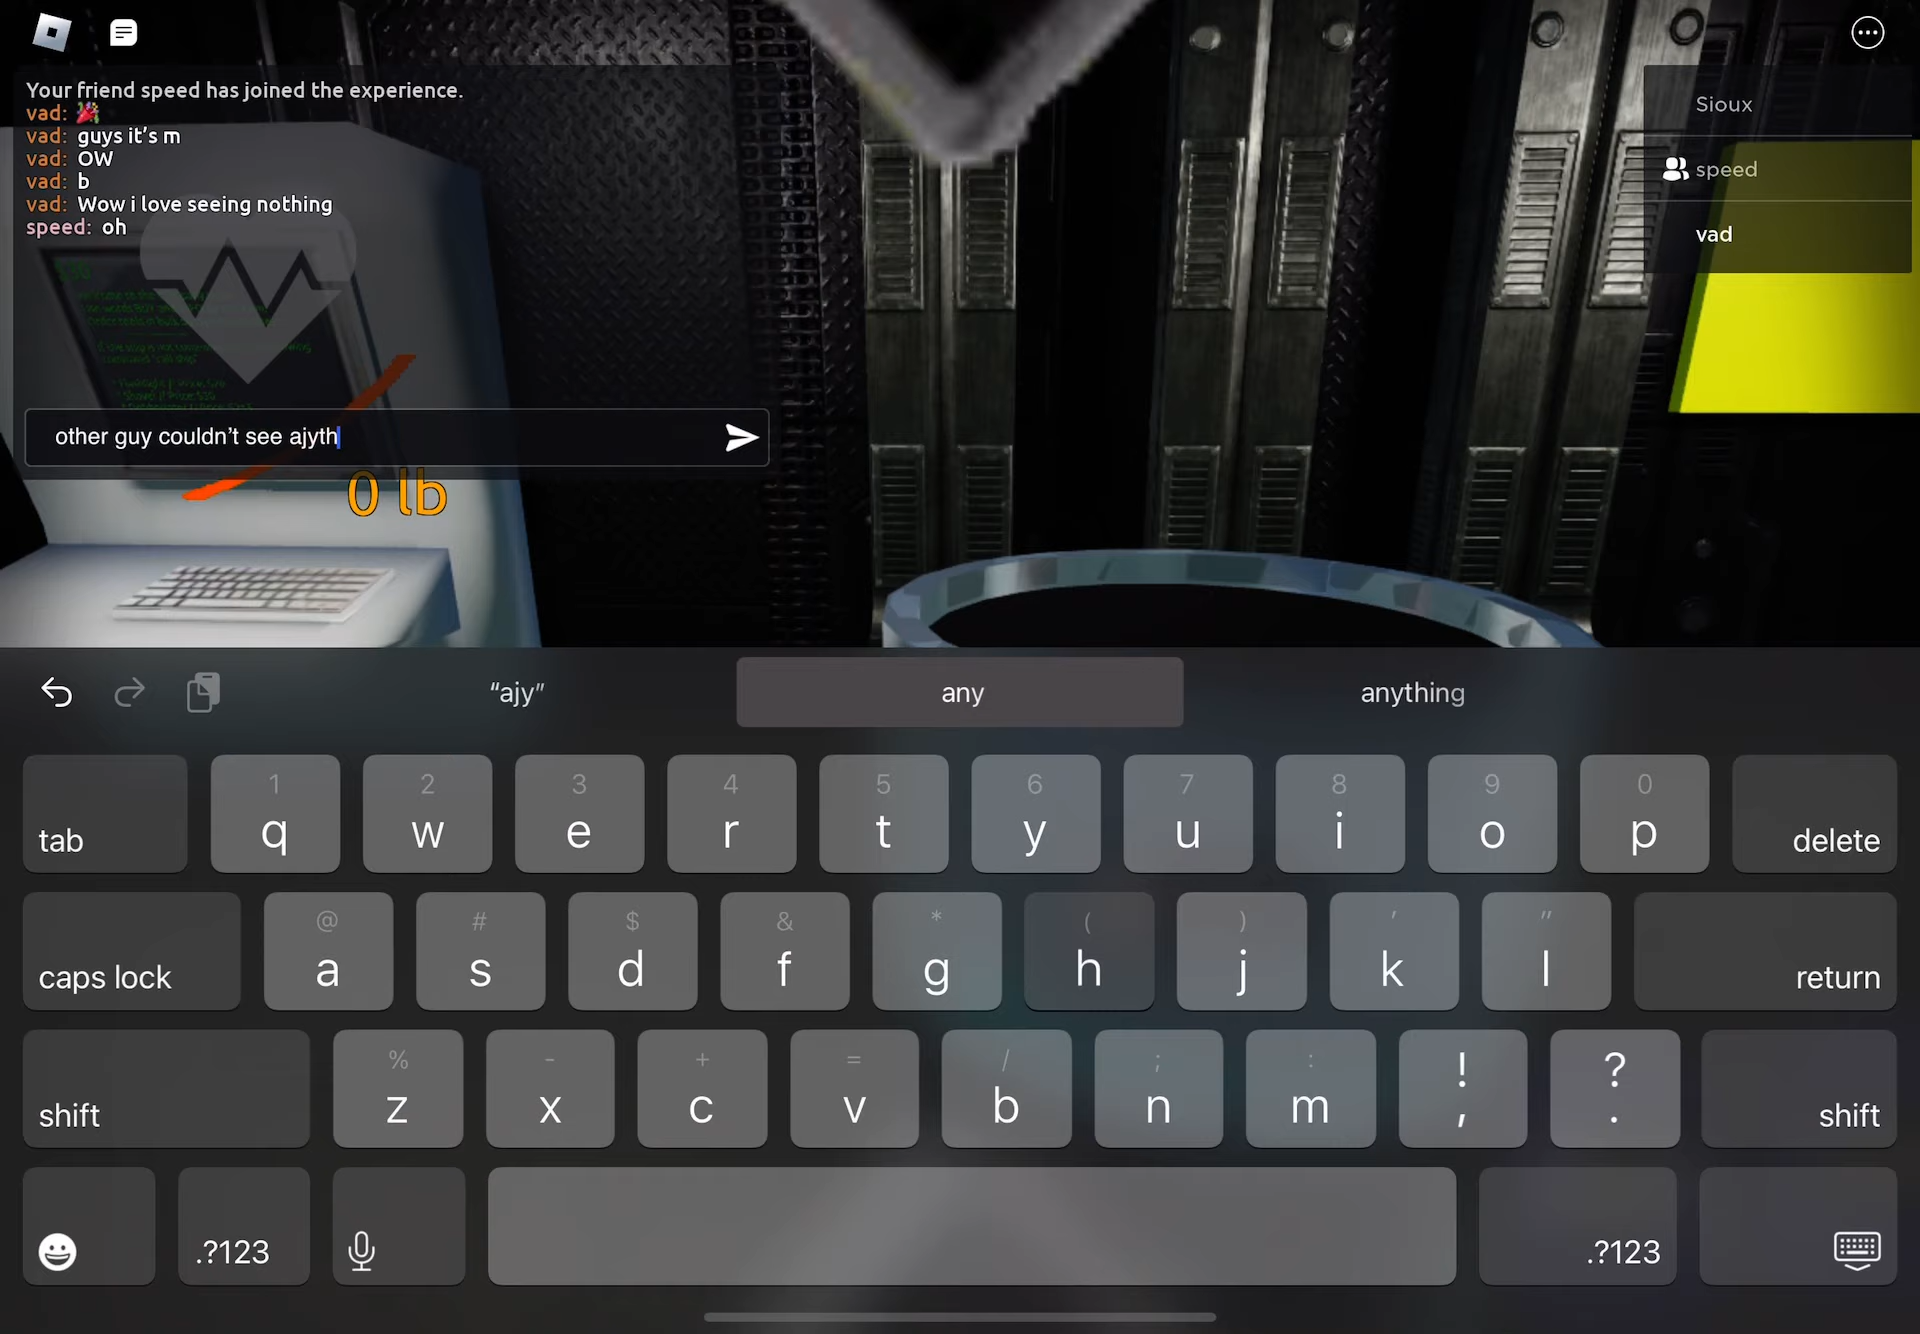 Your friend speed has joined the experience.
vad: 🎉
vad: guys it’s m
vad: OW
vad: b
vad: Wow i love seeing nothing
speed: oh
Sioux
speed
vad
other guy couldn’t see ajyth
0 lb
“ajy” any anything
tab 1 q 2 w 3 e 4 r 5 t 6 y 7 u 8 i 9 o 0 p delete
caps lock @ a # s $ d & f * g ( h ) j ' k " l return
shift % z - x + c = v / b ; n : m ! , ? . shift
.?123 .?123